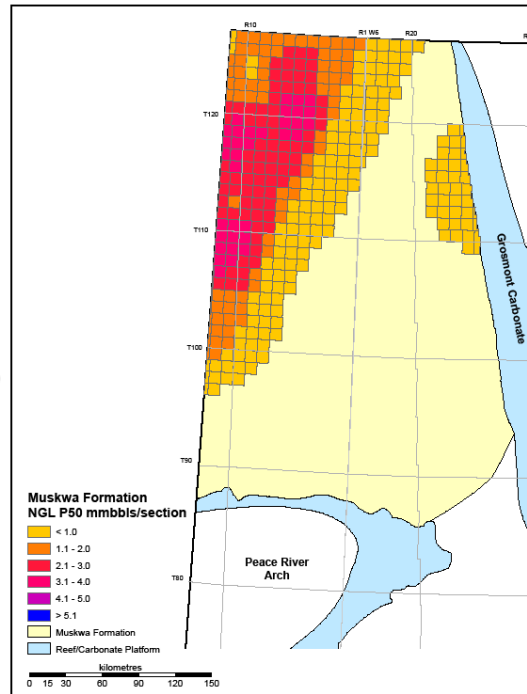 R10
R1 W6
R20
R
T120
T110
T100
T90
T80
Grosmont Carbonate
Peace River
Arch
Muskwa Formation
NGL P50 mmbbls/section
< 1.0
1.1 - 2.0
2.1 - 3.0
3.1 - 4.0
4.1 - 5.0
> 5.1
Muskwa Formation
Reef/Carbonate Platform
kilometres
0 15 30 60 90 120 150